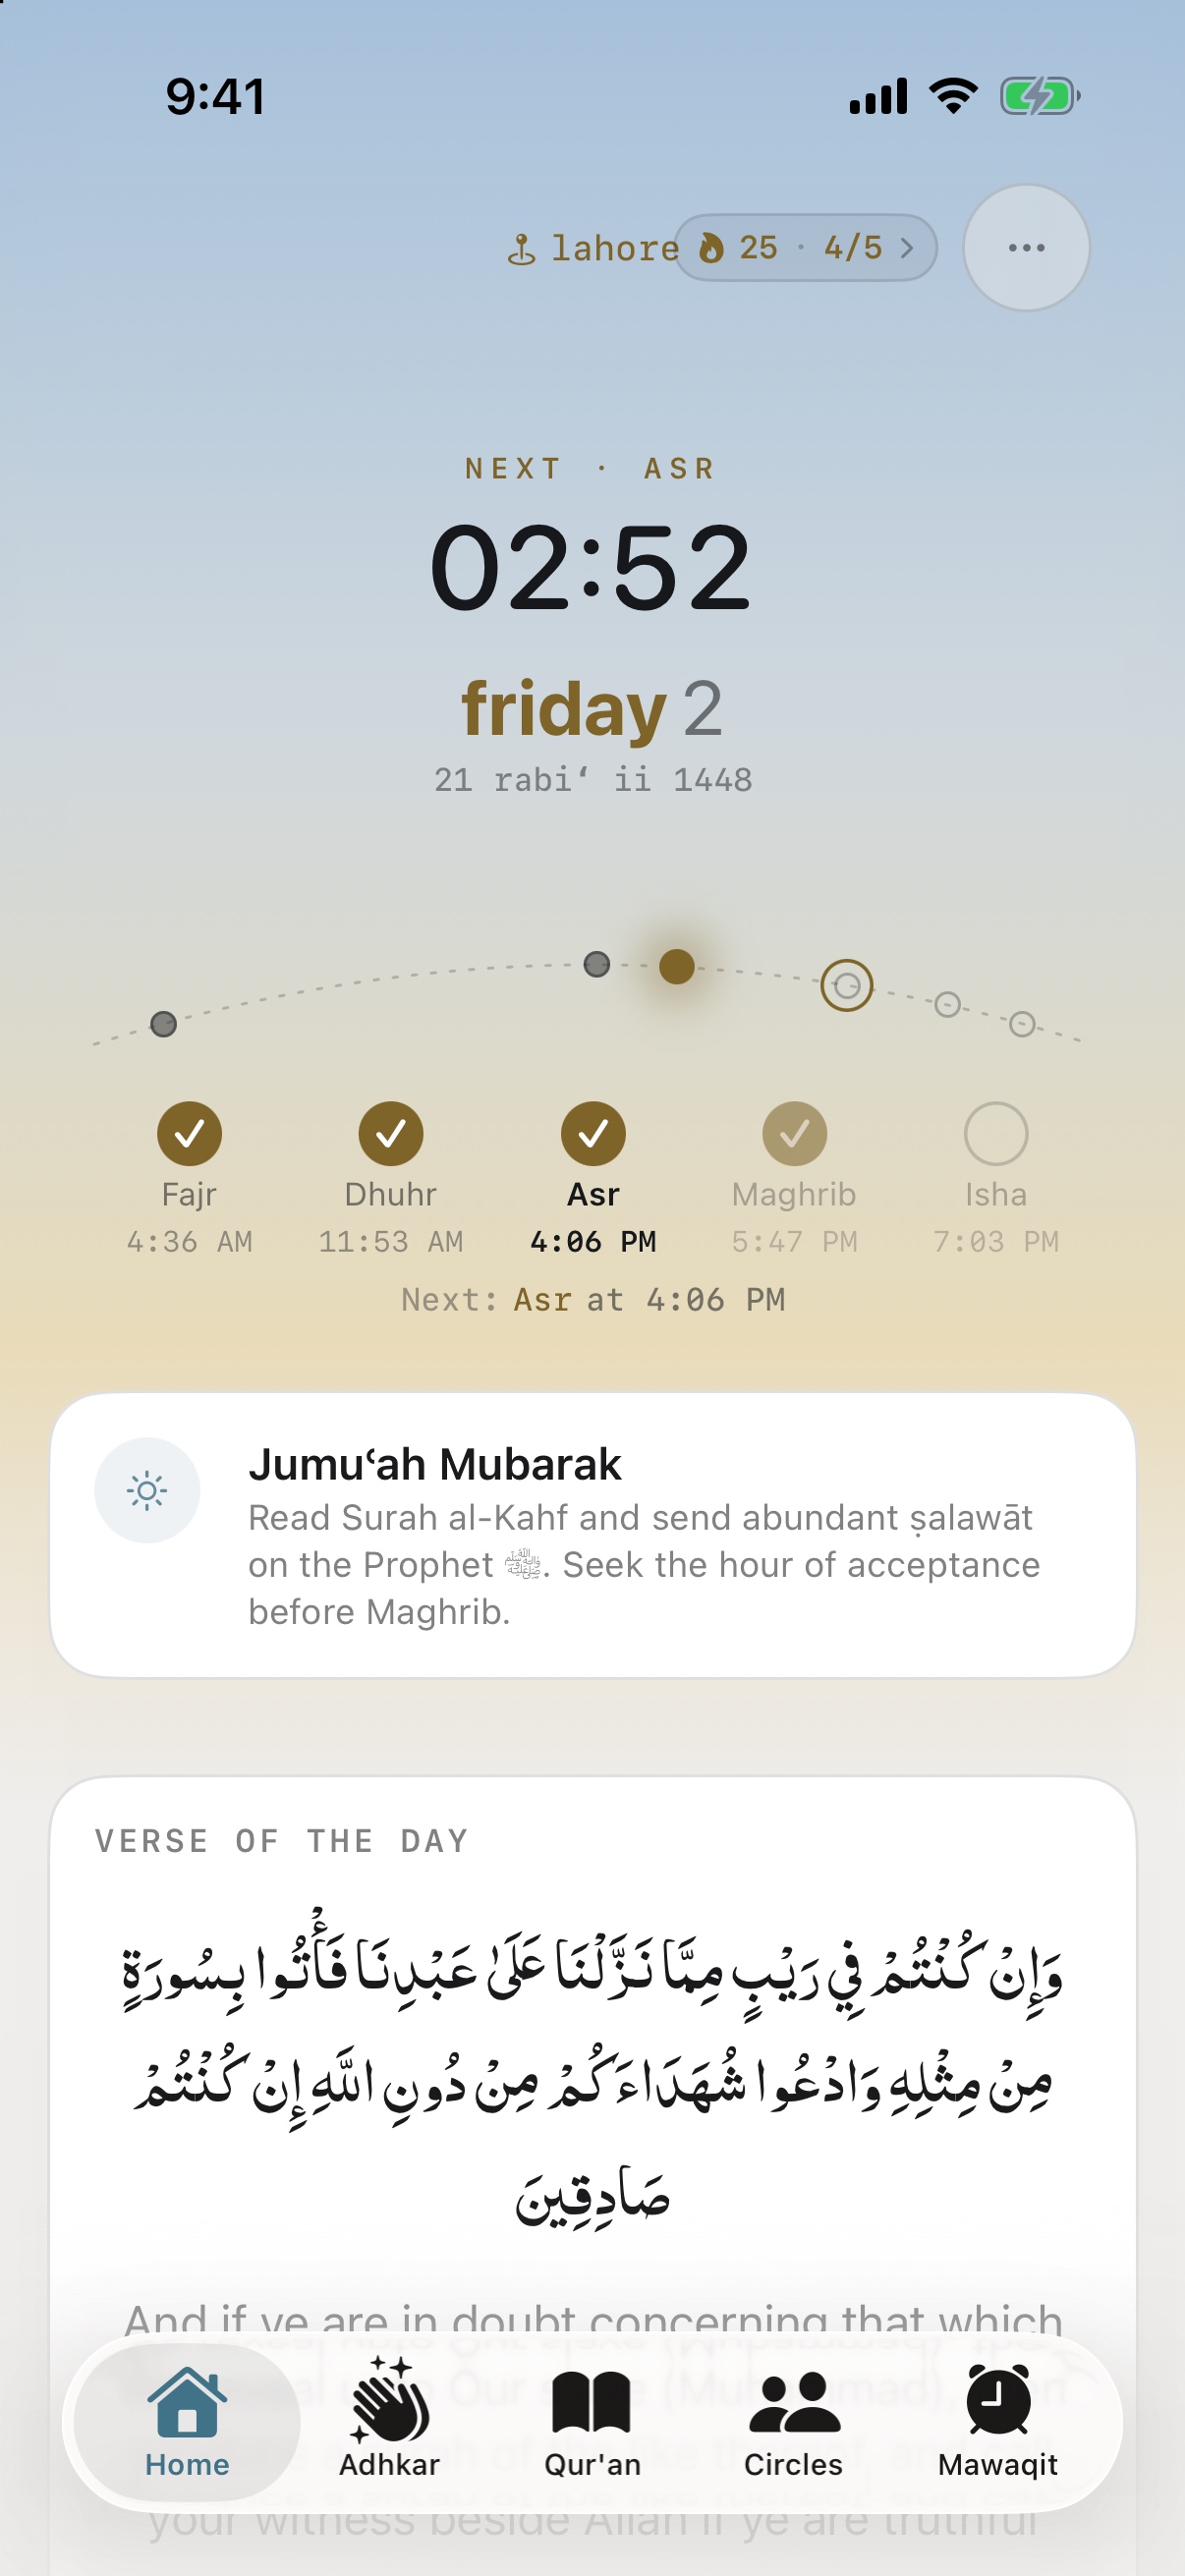 9:41
lahore 25 · 4/5
NEXT · ASR
02:52
friday 2
21 rabiʻ ii 1448
Fajr Dhuhr Asr Maghrib Isha
4:36 AM 11:53 AM 4:06 PM 5:47 PM 7:03 PM
Next: Asr at 4:06 PM
Jumuʿah Mubarak
Read Surah al-Kahf and send abundant ṣalawāt
on the Prophet ﷺ. Seek the hour of acceptance
before Maghrib.
VERSE OF THE DAY
وَإِنْ كُنْتُمْ فِي رَيْبٍ مِمَّا نَزَّلْنَا عَلَىٰ عَبْدِنَا فَأْتُوا بِسُورَةٍ
مِنْ مِثْلِهِ وَادْعُوا شُهَدَاءَكُمْ مِنْ دُونِ اللَّهِ إِنْ كُنْتُمْ
صَادِقِينَ
And if ye are in doubt concerning that which
Home Adhkar Qur'an Circles Mawaqit
your witness beside Allah if ye are truthful